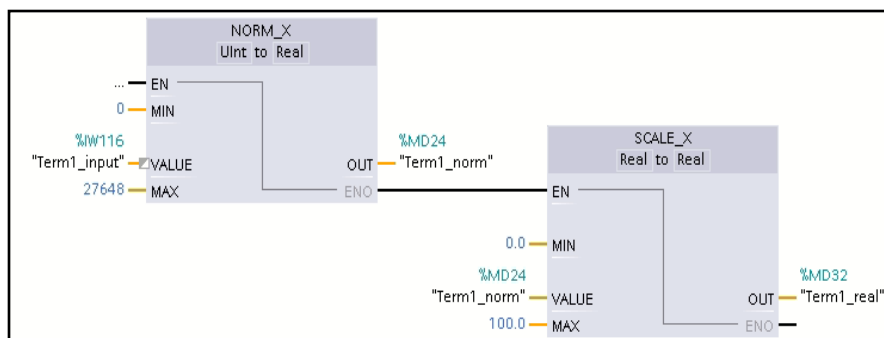 NORM_X
UInt to Real
... EN
0 MIN
%IW116
"Term1_input" VALUE
27648 MAX
%MD24
OUT "Term1_norm"
ENO
SCALE_X
Real to Real
EN
0.0 MIN
%MD24
"Term1_norm" VALUE
100.0 MAX
%MD32
OUT "Term1_real"
ENO